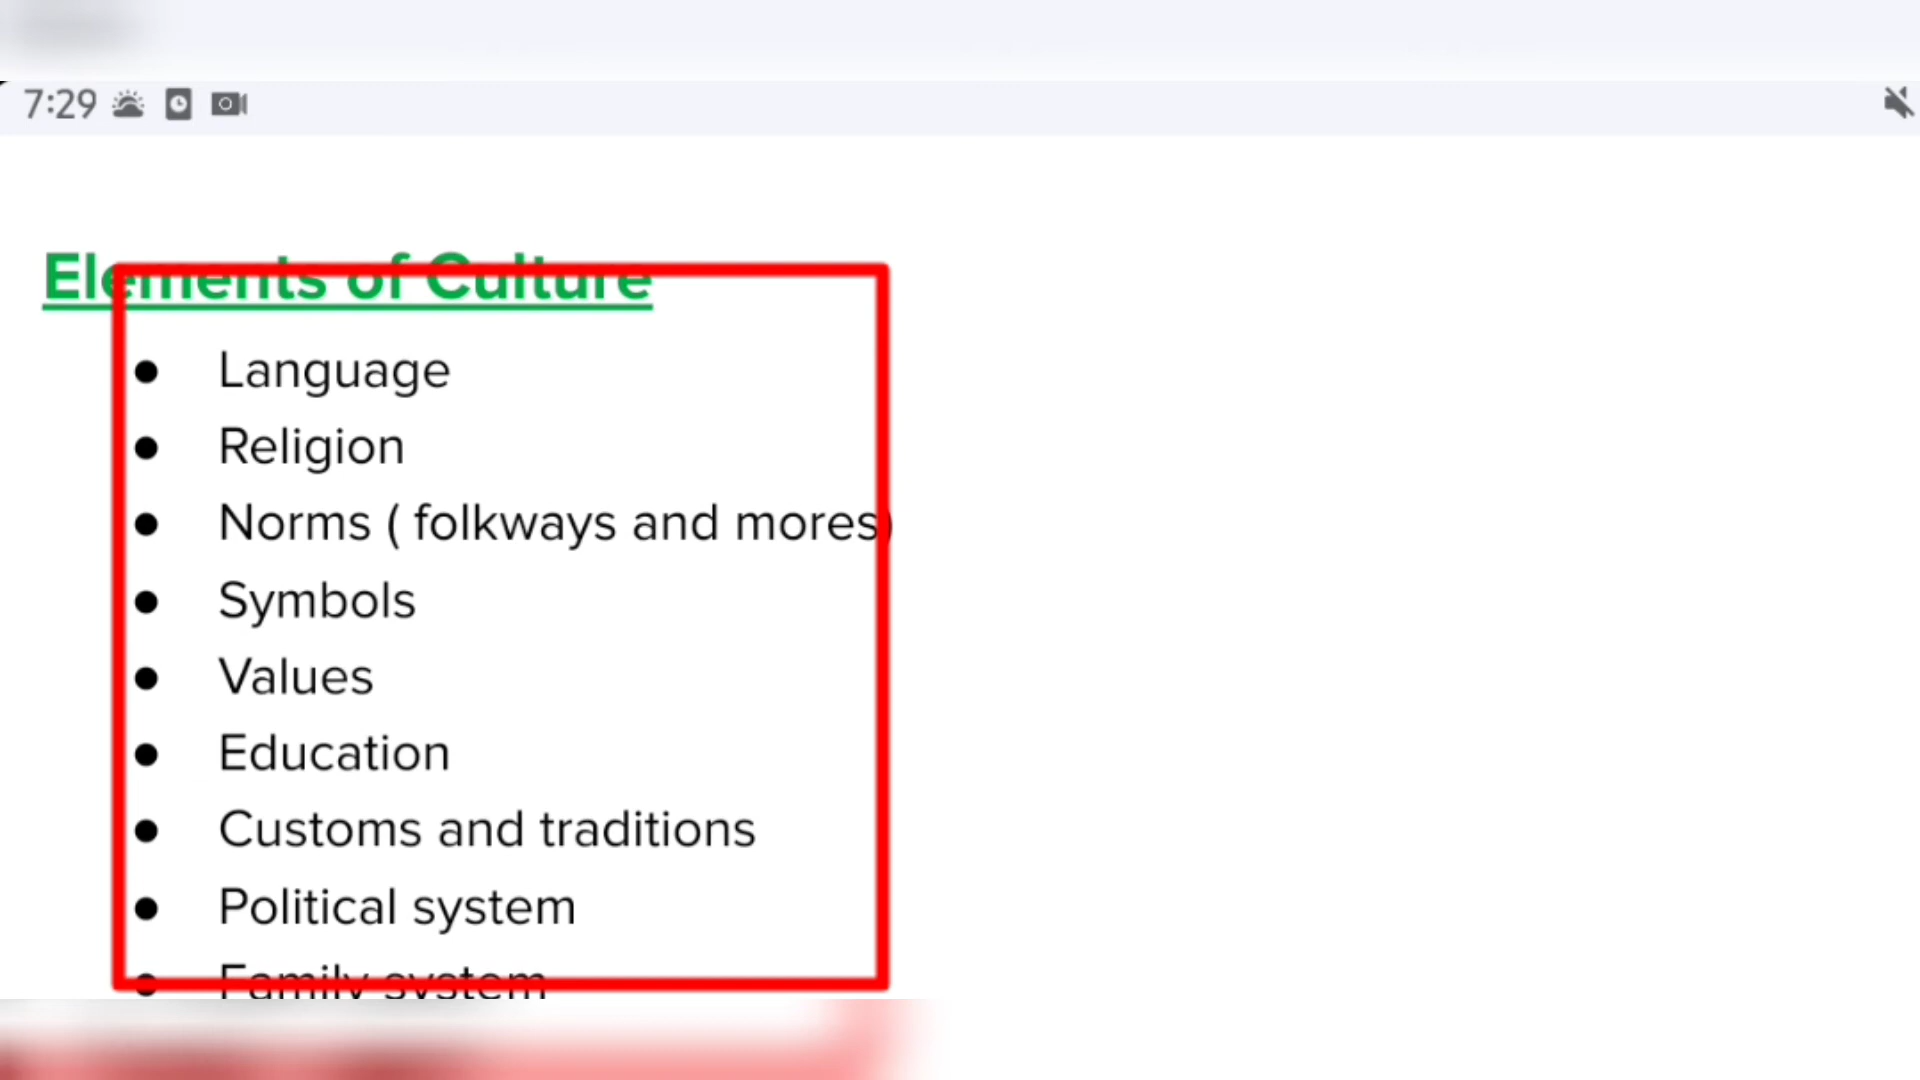 7:29
Elements of Culture
● Language
● Religion
● Norms ( folkways and mores)
● Symbols
● Values
● Education
● Customs and traditions
● Political system
● Family system